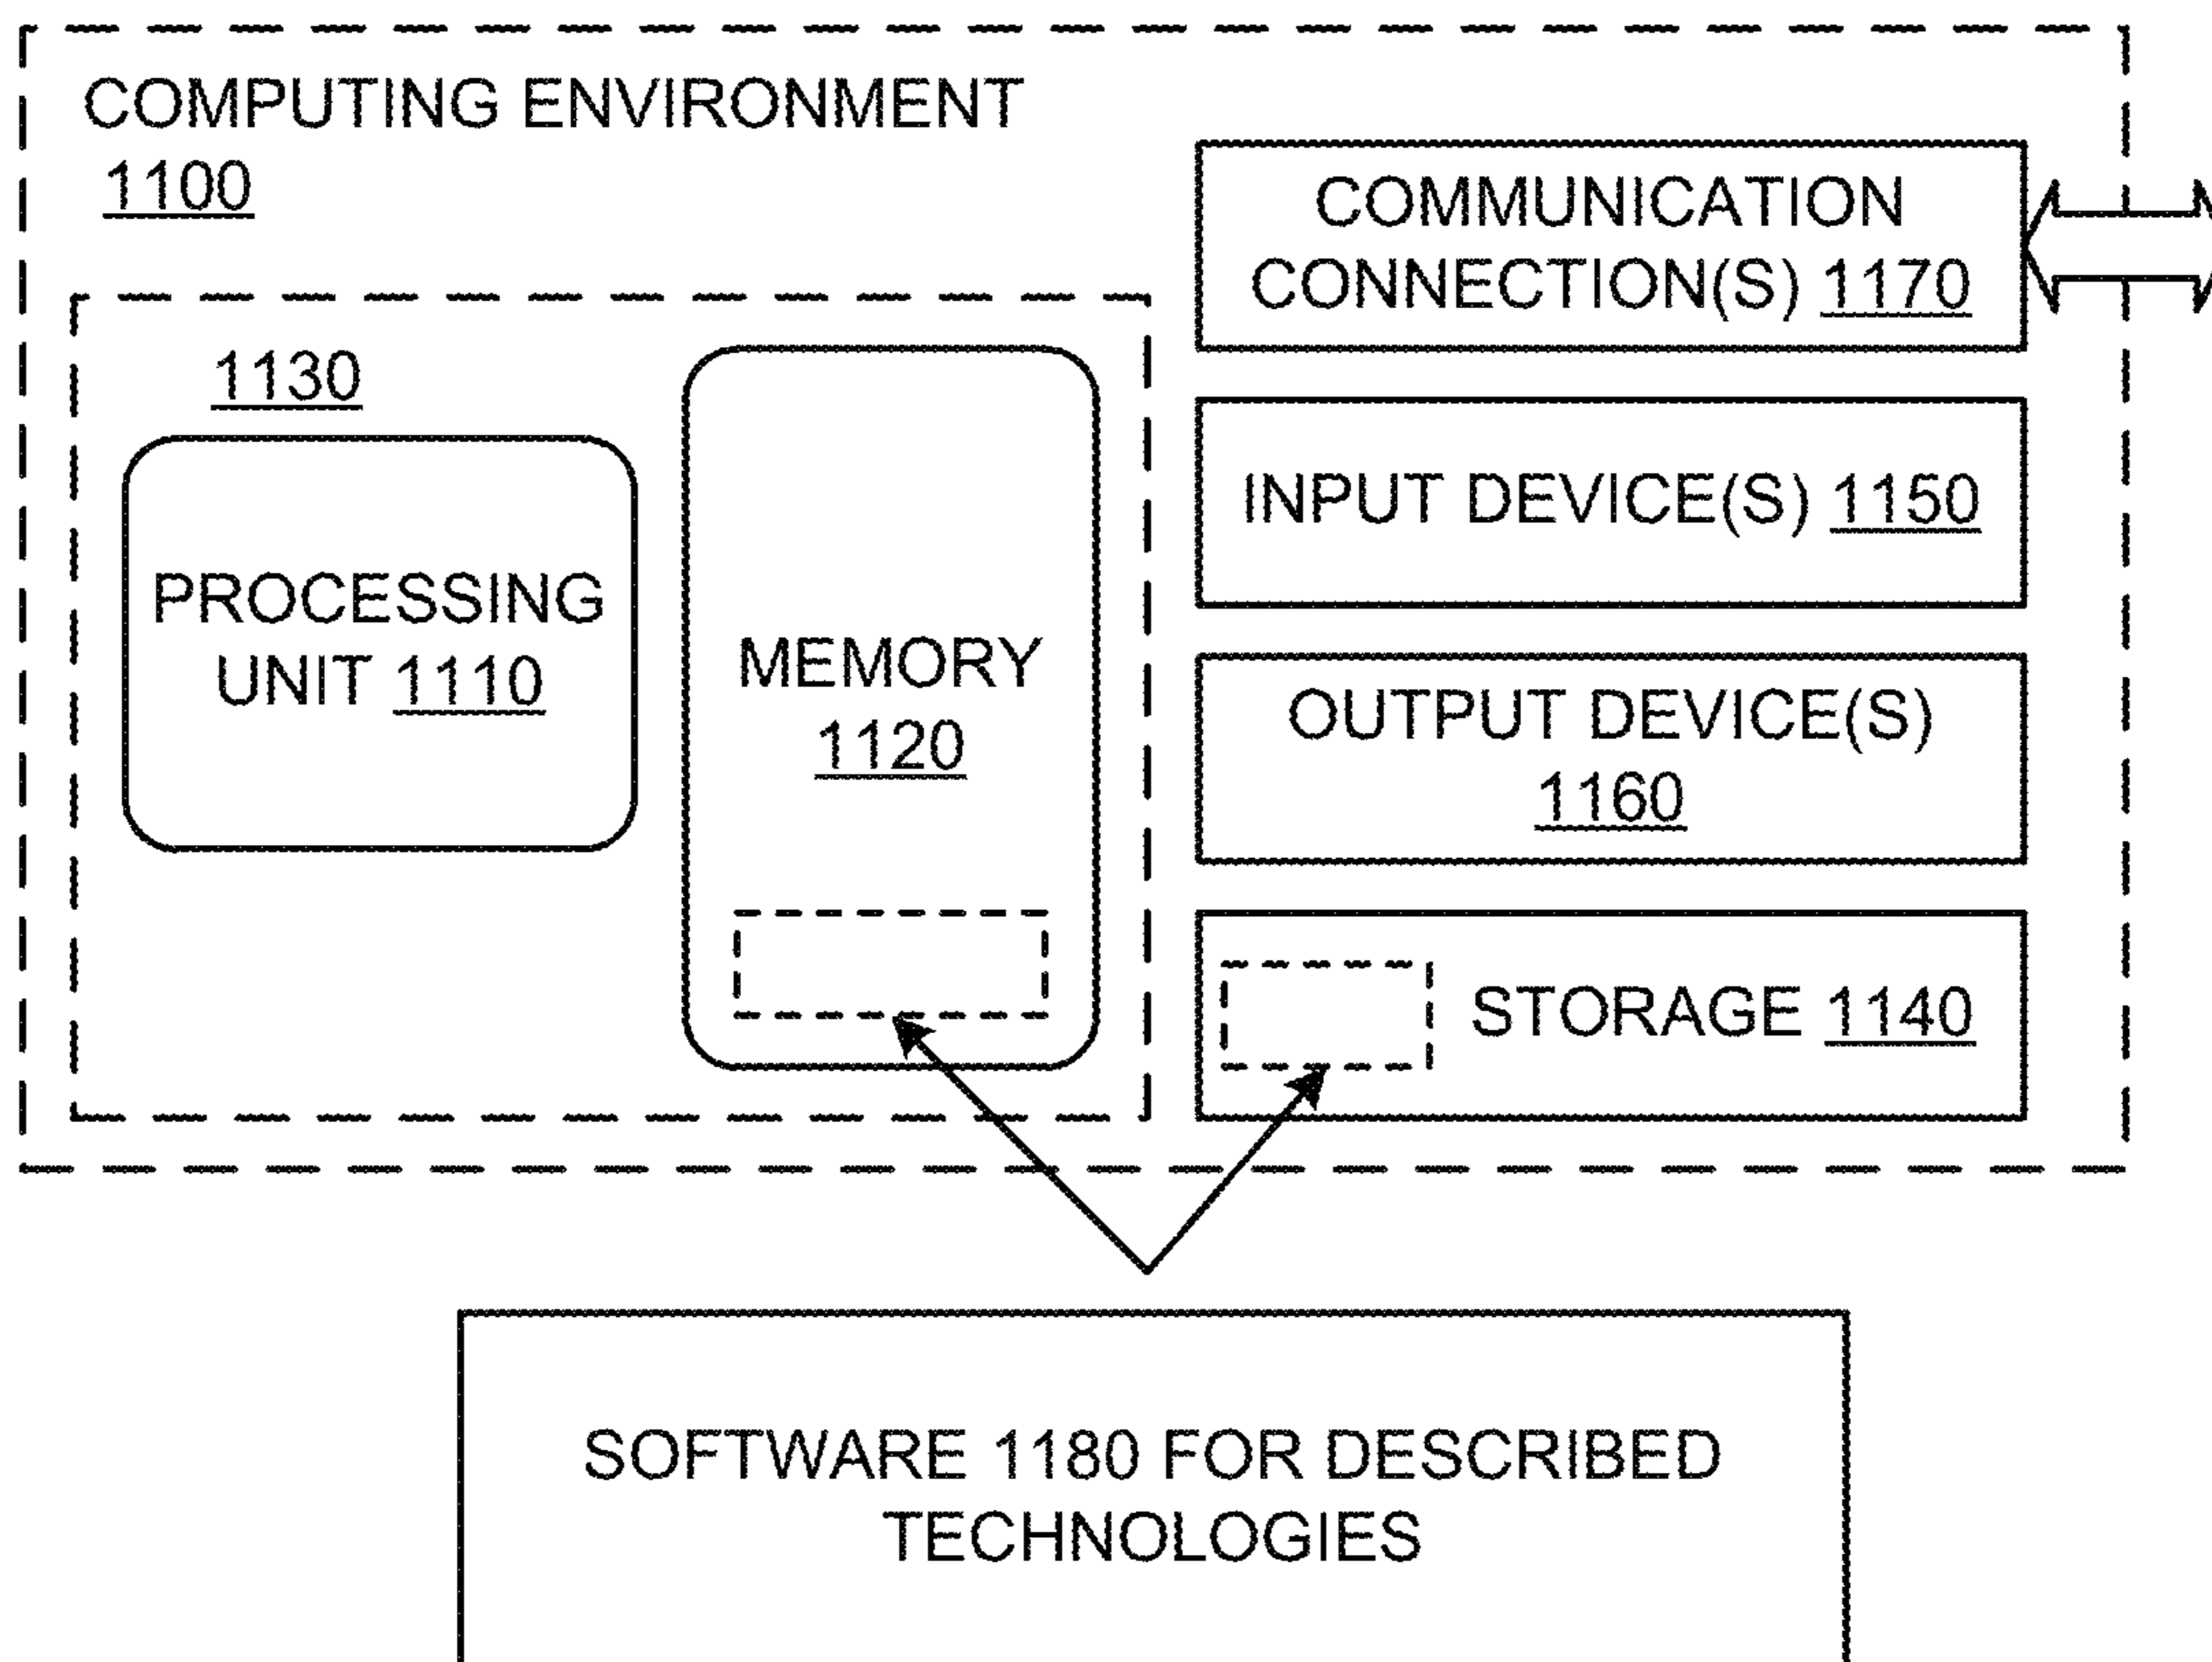 COMPUTING ENVIRONMENT
1100
COMMUNICATION
CONNECTION(S) 1170
1130
PROCESSING
UNIT 1110
MEMORY
1120
INPUT DEVICE(S) 1150
OUTPUT DEVICE(S)
1160
STORAGE 1140
SOFTWARE 1180 FOR DESCRIBED
TECHNOLOGIES